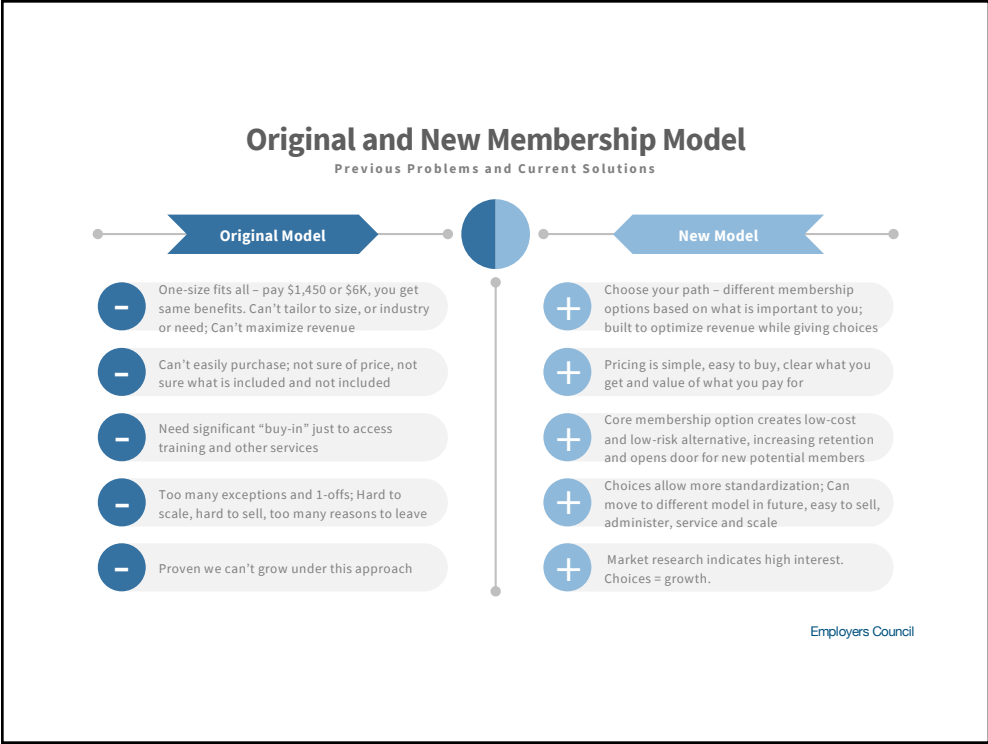 Original and New Membership Model
Previous Problems and Current Solutions
Original Model
New Model
One-size fits all – pay $1,450 or $6K, you get
same benefits. Can’t tailor to size, or industry
or need; Can’t maximize revenue
Can’t easily purchase; not sure of price, not
sure what is included and not included
Need significant “buy-in” just to access
training and other services
Too many exceptions and 1-offs; Hard to
scale, hard to sell, too many reasons to leave
Proven we can’t grow under this approach
Choose your path – different membership
options based on what is important to you;
built to optimize revenue while giving choices
Pricing is simple, easy to buy, clear what you
get and value of what you pay for
Core membership option creates low-cost
and low-risk alternative, increasing retention
and opens door for new potential members
Choices allow more standardization; Can
move to different model in future, easy to sell,
administer, service and scale
Market research indicates high interest.
Choices = growth.
Employers Council